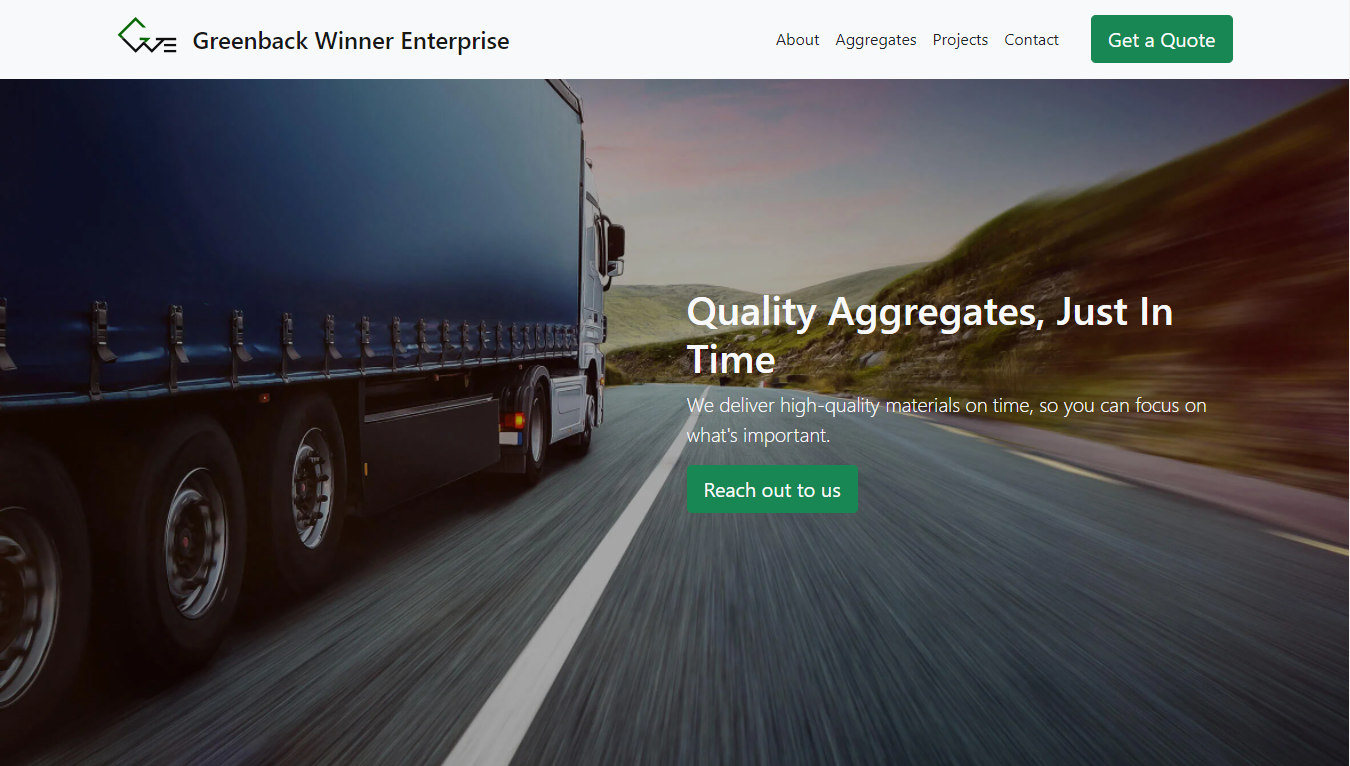 GWE Greenback Winner Enterprise
About Aggregates Projects Contact Get a Quote
Quality Aggregates, Just In
Time
We deliver high-quality materials on time, so you can focus on
what's important.
Reach out to us